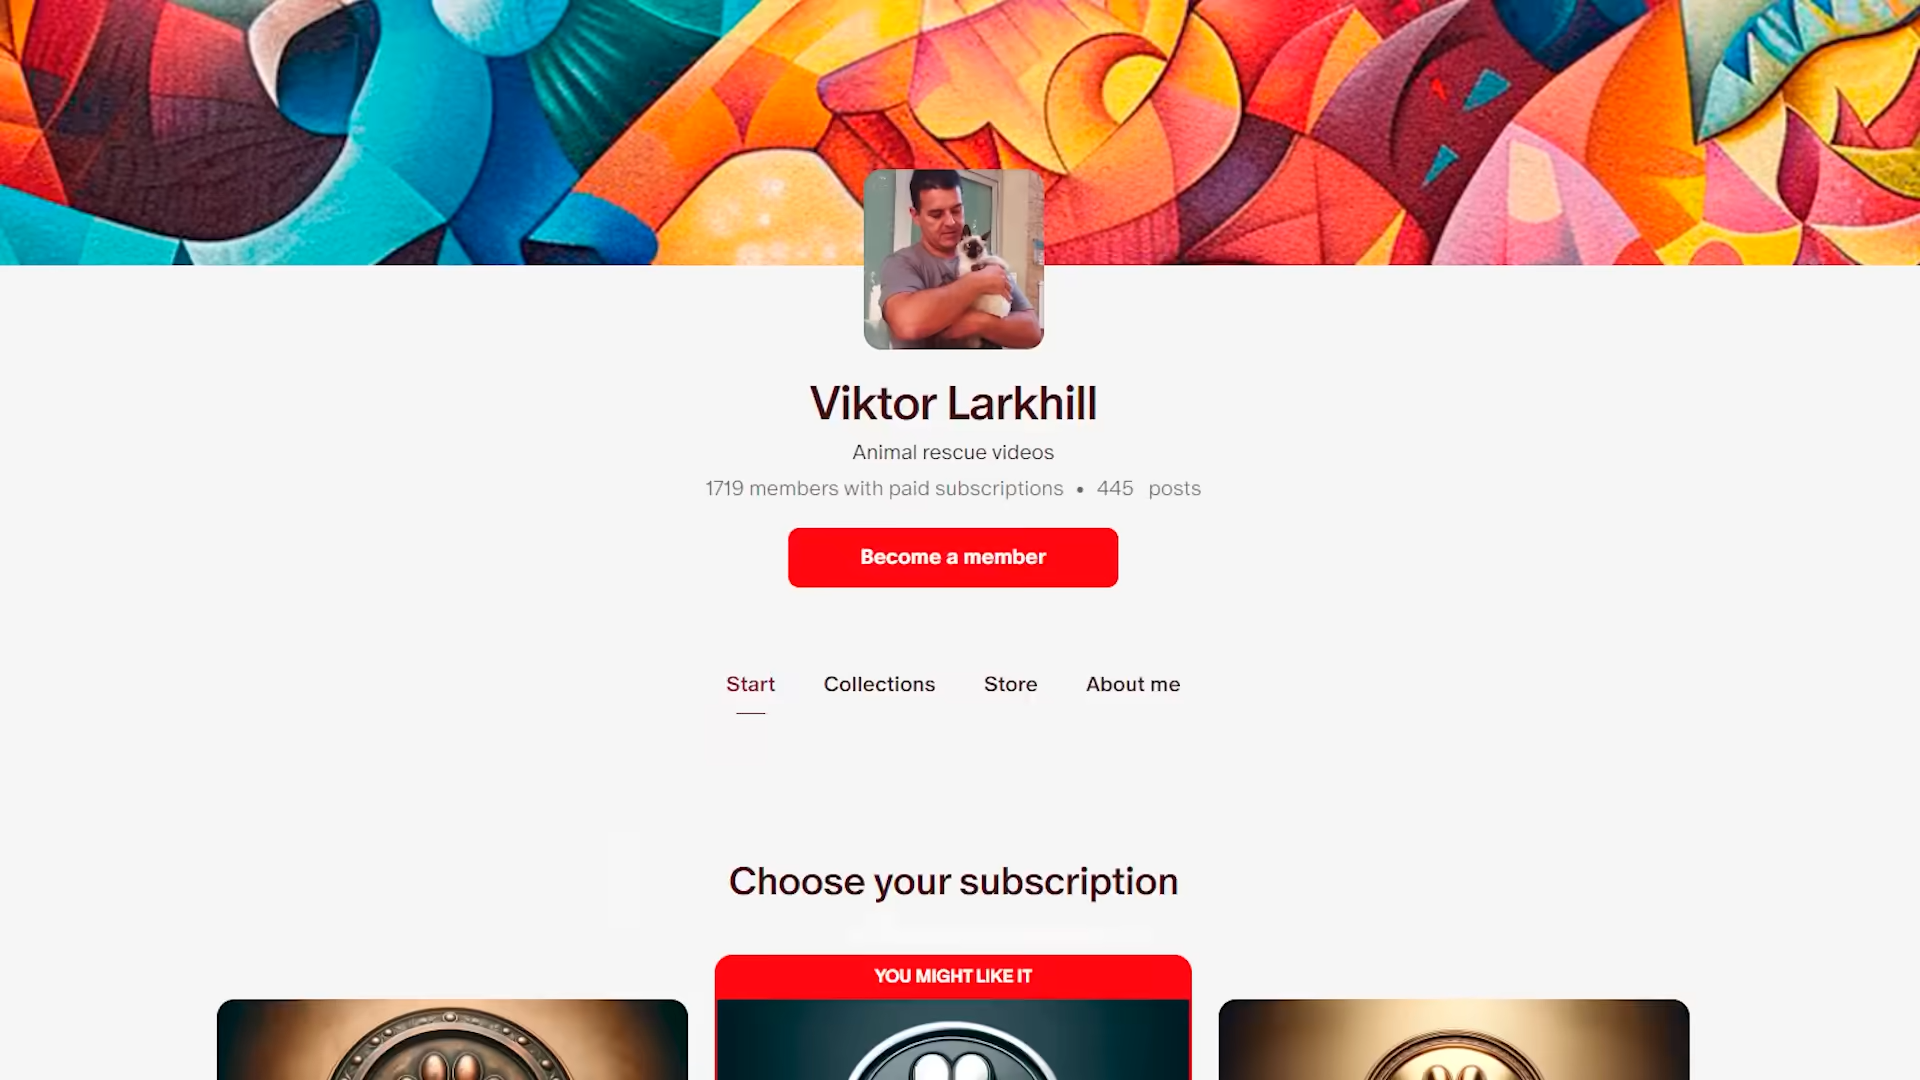 Viktor Larkhill
Animal rescue videos
1719 members with paid subscriptions • 445 posts
Become a member
Start Collections Store About me
Choose your subscription
YOU MIGHT LIKE IT